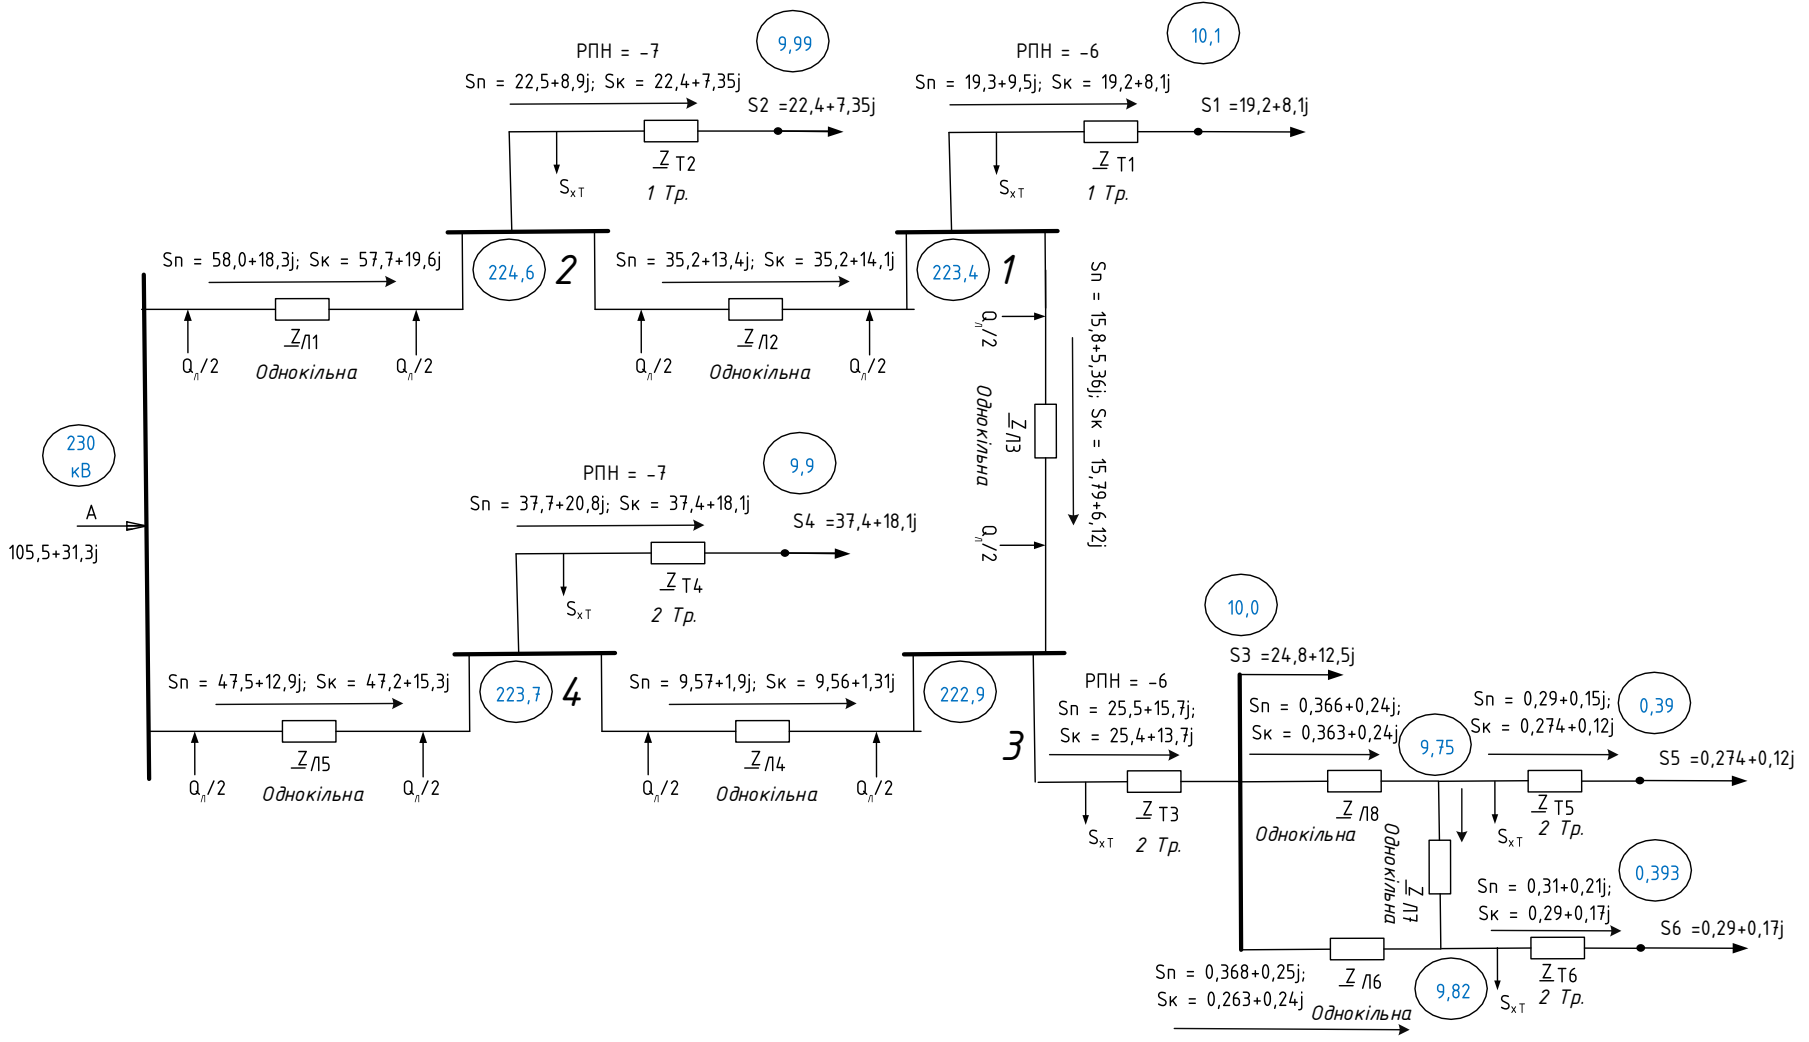 9,99
РПН = -7
Sп = 22,5+8,9j; Sк = 22,4+7,35j
S2 =22,4+7,35j
Z Т2
SхТ
1 Тр.
10,1
РПН = -6
Sп = 19,3+9,5j; Sк = 19,2+8,1j
S1 =19,2+8,1j
Z Т1
SхТ
1 Тр.
Sп = 58,0+18,3j; Sк = 57,7+19,6j
224,6
2
Z Л1
Qл/2
Qл/2
Однокільна
Sп = 35,2+13,4j; Sк = 35,2+14,1j
223,4
1
Z Л2
Qл/2
Qл/2
Однокільна
Sп = 15,8+5,36j; Sк = 15,79+6,12j
Qл/2
Однокільна
Z Л3
Qл/2
230
кВ
А
105,5+31,3j
9,9
РПН = -7
Sп = 37,7+20,8j; Sк = 37,4+18,1j
S4 =37,4+18,1j
Z Т4
SхТ
2 Тр.
Sп = 47,5+12,9j; Sк = 47,2+15,3j
223,7
4
Z Л5
Qл/2
Qл/2
Однокільна
Sп = 9,57+1,9j; Sк = 9,56+1,31j
222,9
3
Z Л4
Qл/2
Qл/2
Однокільна
РПН = -6
Sп = 25,5+15,7j;
Sк = 25,4+13,7j
Z Т3
SхТ
2 Тр.
10,0
S3 =24,8+12,5j
Sп = 0,366+0,24j;
Sк = 0,363+0,24j
9,75
Z Л8
Однокільна
Sп = 0,29+0,15j;
Sк = 0,274+0,12j
0,39
S5 =0,274+0,12j
Z Т5
SхТ
2 Тр.
Однокільна
Z Л7
Sп = 0,31+0,21j;
Sк = 0,29+0,17j
0,393
S6 =0,29+0,17j
Z Т6
SхТ
2 Тр.
9,82
Z Л6
Sп = 0,368+0,25j;
Sк = 0,263+0,24j
Однокільна